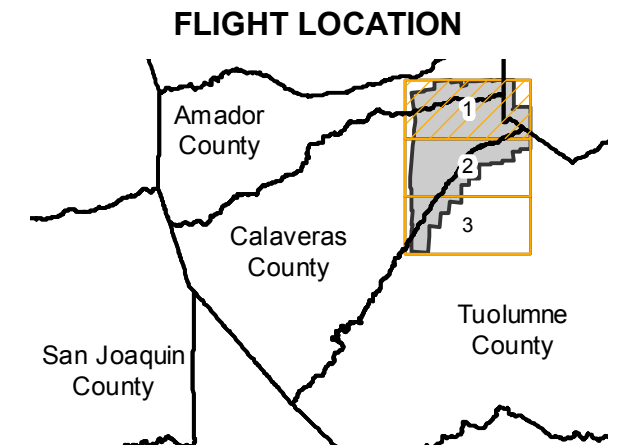 FLIGHT LOCATION
Amador
County
1
2
3
Calaveras
County
Tuolumne
County
San Joaquin
County